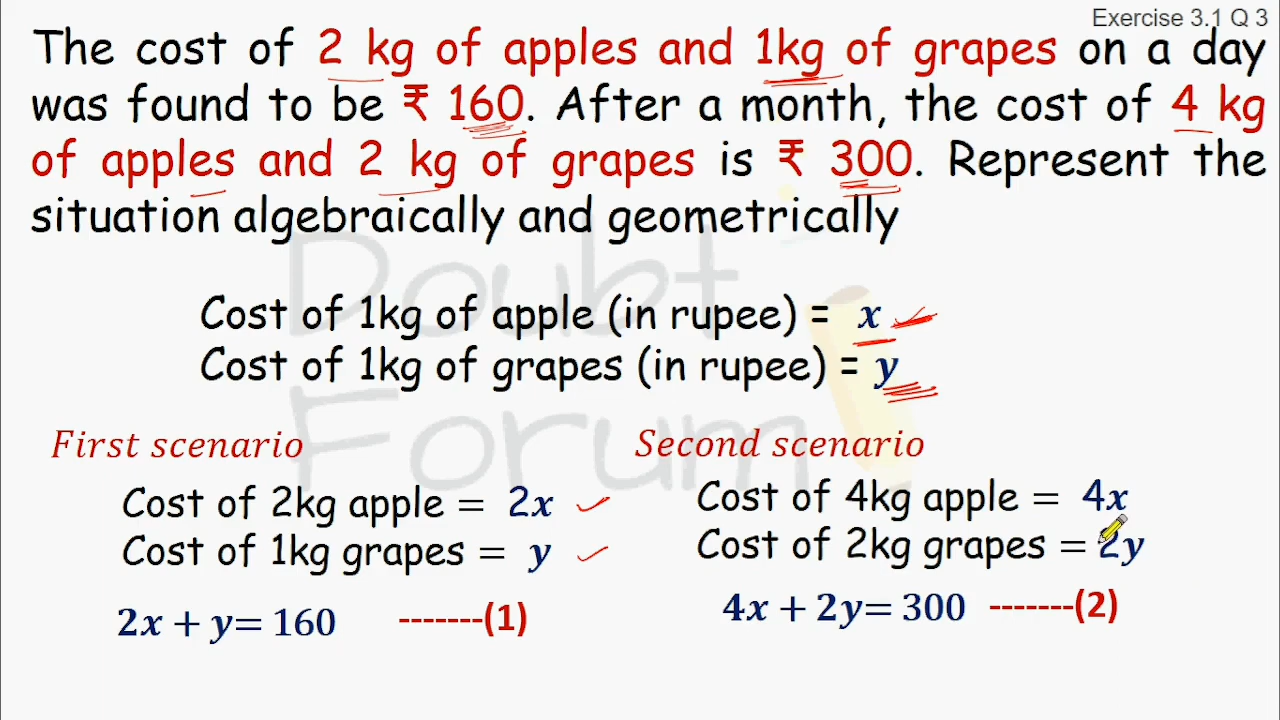 Exercise 3.1 Q 3
The cost of 2 kg of apples and 1kg of grapes on a day
was found to be ₹ 160. After a month, the cost of 4 kg
of apples and 2 kg of grapes is ₹ 300. Represent the
situation algebraically and geometrically
Doubt
Forum
Cost of 1kg of apple (in rupee) = x
Cost of 1kg of grapes (in rupee) = y
First scenario
Cost of 2kg apple = 2x
Cost of 1kg grapes = y
2x + y= 160 -------(1)
Second scenario
Cost of 4kg apple = 4x
Cost of 2kg grapes = 2y
4x + 2y= 300 -------(2)